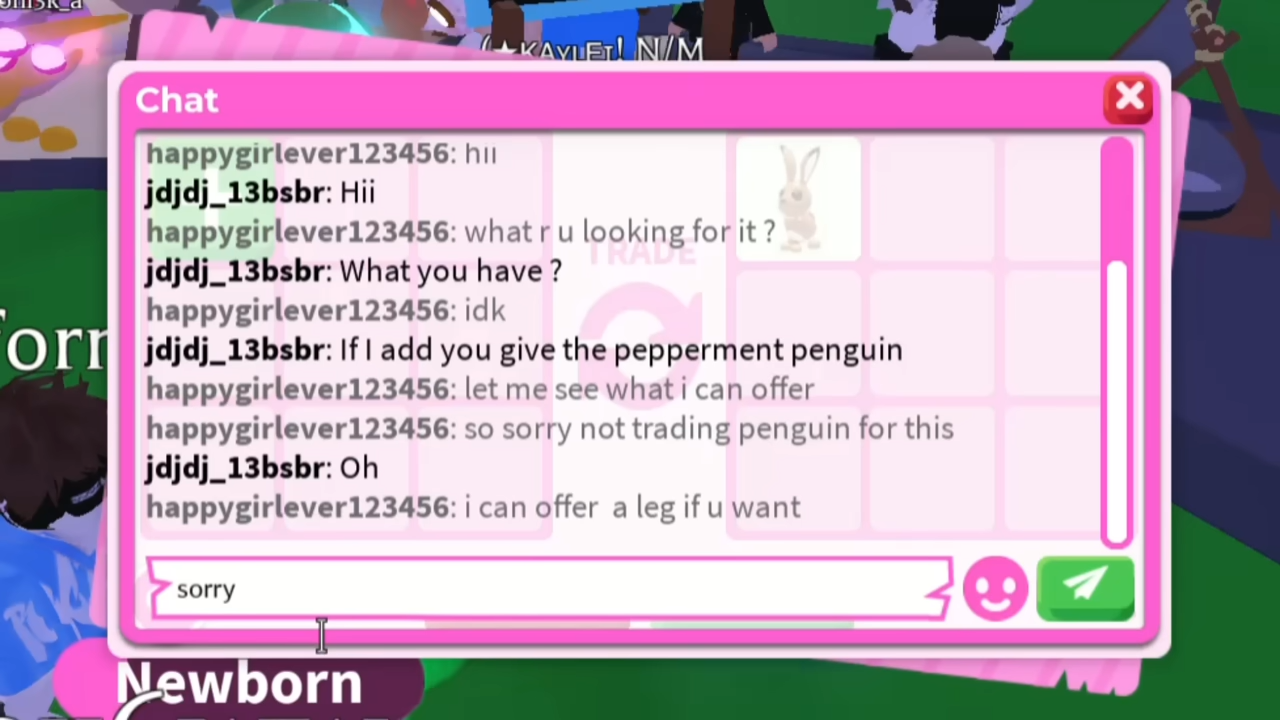 (★KAYLEI! N/M
Chat
happygirlever123456: hii
jdjdj_13bsbr: Hii
happygirlever123456: what r u looking for it ?
TRADE
jdjdj_13bsbr: What you have ?
happygirlever123456: idk
jdjdj_13bsbr: If I add you give the pepperment penguin
happygirlever123456: let me see what i can offer
happygirlever123456: so sorry not trading penguin for this
jdjdj_13bsbr: Oh
happygirlever123456: i can offer  a leg if u want
sorry
Newborn